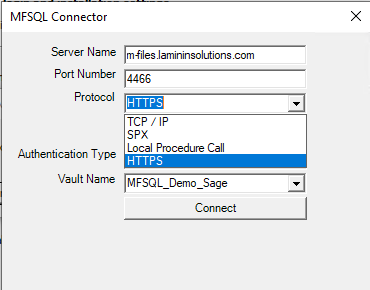 MFSQL Connector
Server Name m-files.lamininsolutions.com
Port Number 4466
Protocol HTTPS
TCP / IP
SPX
Local Procedure Call
Authentication Type HTTPS
Vault Name MFSQL_Demo_Sage
Connect